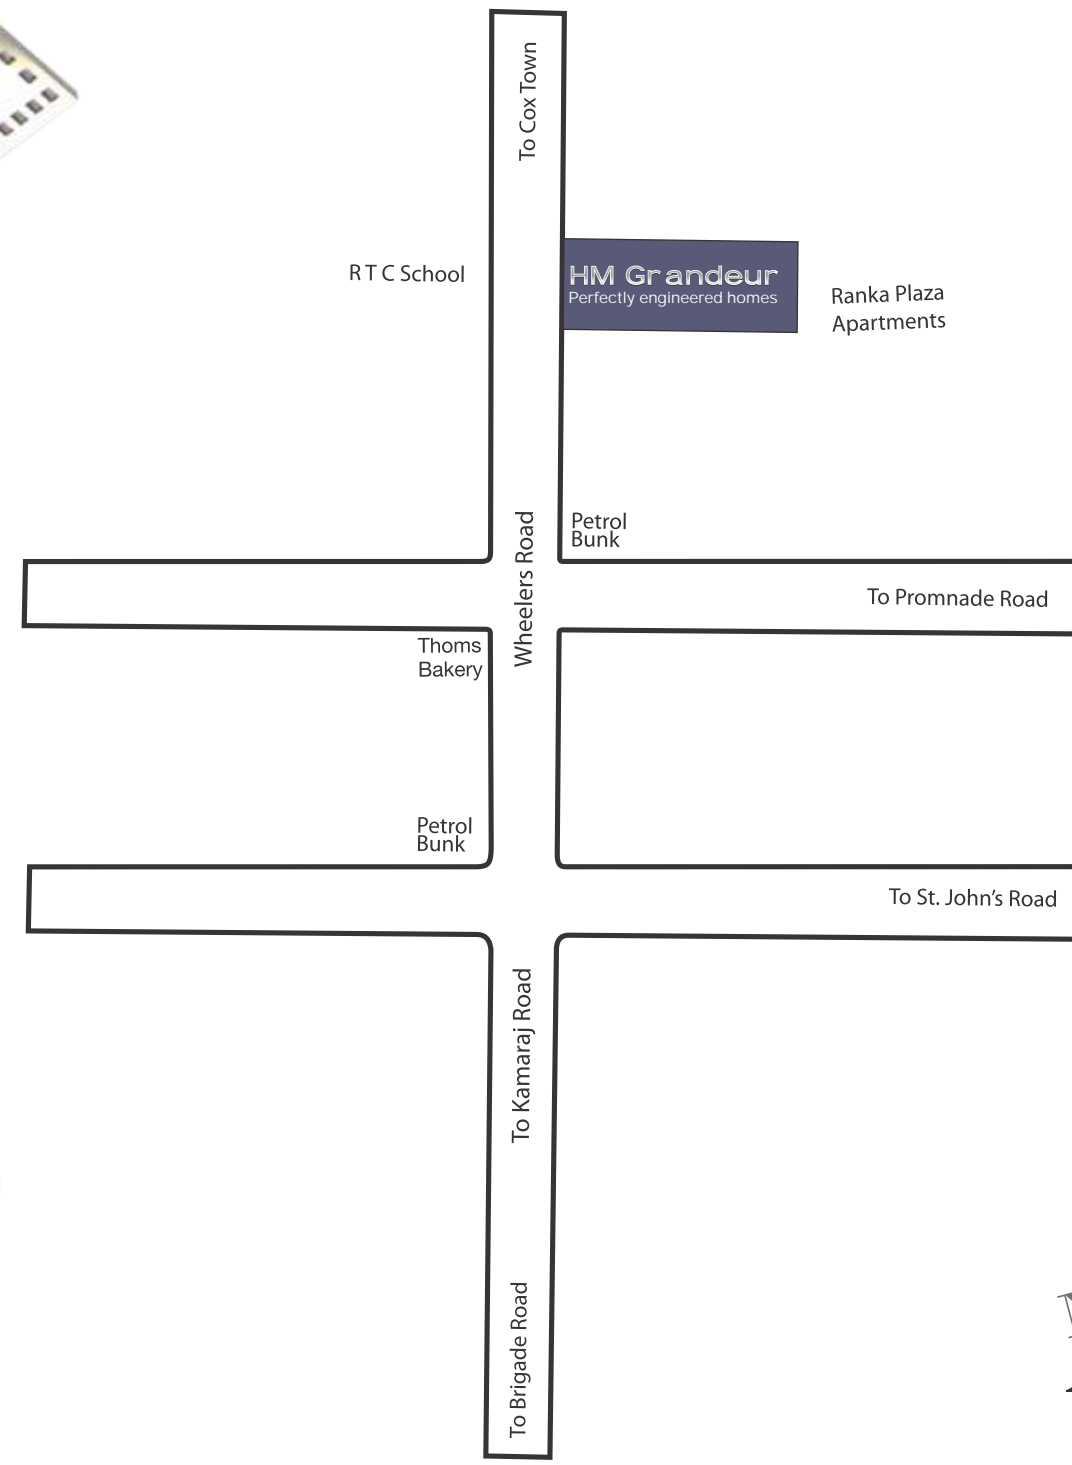 To Cox Town
R T C School
HM Grandeur
Perfectly engineered homes
Ranka Plaza
Apartments
Wheelers Road
Petrol
Bunk
To Promnade Road
Thoms
Bakery
Petrol
Bunk
To St. John's Road
To Kamaraj Road
To Brigade Road